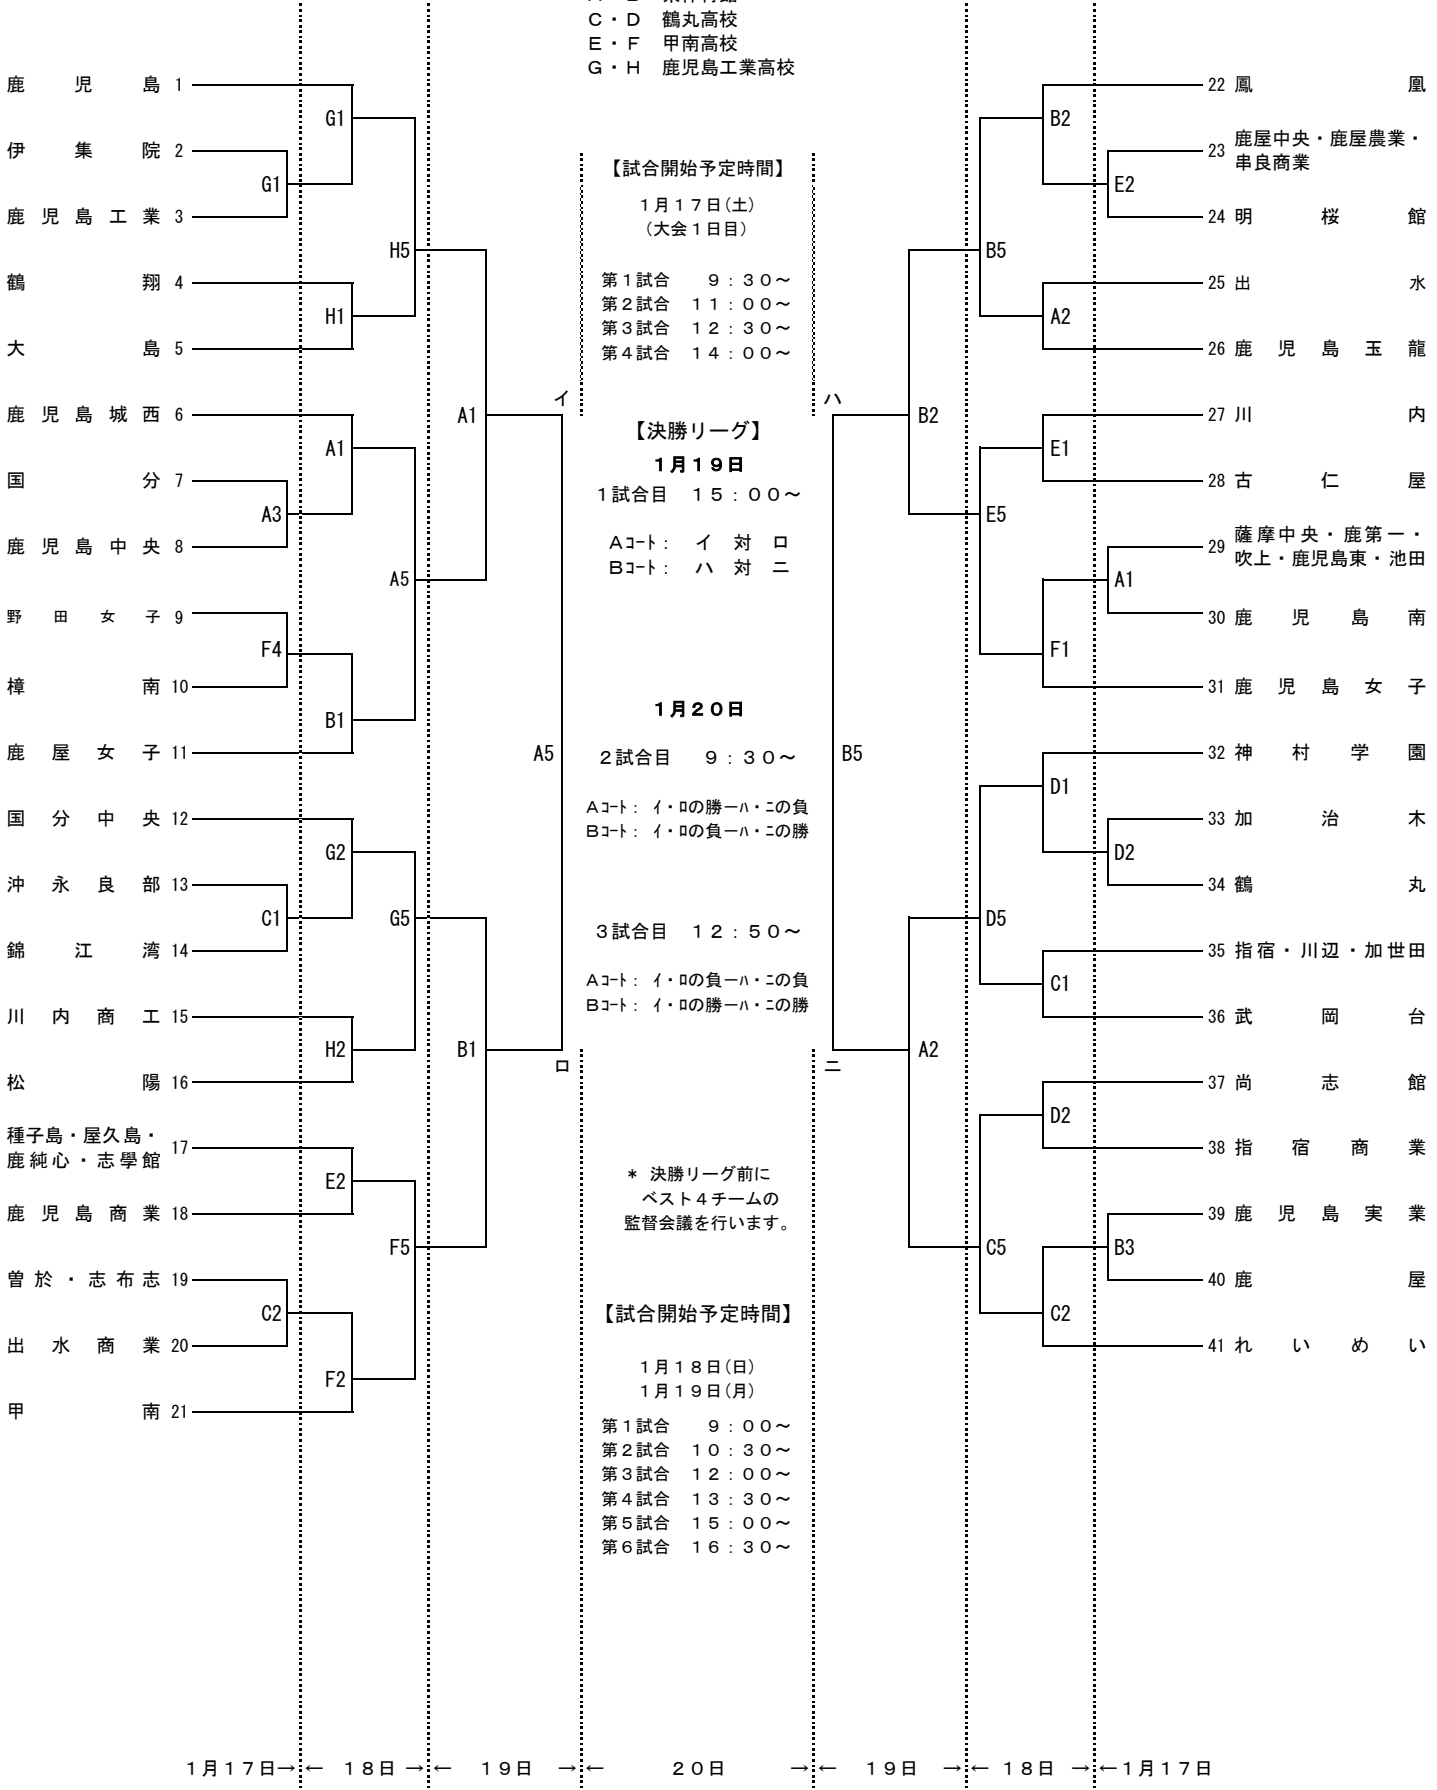 C・D 鶴丸高校
E・F 甲南高校
G・H 鹿児島工業高校
鹿児島 1
伊集院 2
鹿児島工業 3
鶴翔 4
大島 5
鹿児島城西 6
国分 7
鹿児島中央 8
野田女子 9
樟南 10
鹿屋女子 11
国分中央 12
沖永良部 13
錦江湾 14
川内商工 15
松陽 16
種子島・屋久島・
鹿純心・志學館 17
鹿児島商業 18
曽於・志布志 19
出水商業 20
甲南 21
G1
A3
F4
C1
C2
G1
H1
A1
B1
G2
H2
E2
F2
H5
A5
G5
F5
A1
B1
イ
A5
ロ
【試合開始予定時間】
1月17日(土)
(大会1日目)
第1試合 9:30~
第2試合 11:00~
第3試合 12:30~
第4試合 14:00~
【決勝リーグ】
1月19日
1試合目 15:00~
Aコート: イ 対 ロ
Bコート: ハ 対 ニ
1月20日
2試合目 9:30~
Aコート: イ・ロの勝ーハ・ニの負
Bコート: イ・ロの負ーハ・ニの勝
3試合目 12:50~
Aコート: イ・ロの負ーハ・ニの負
Bコート: イ・ロの勝ーハ・ニの勝
* 決勝リーグ前に
ベスト4チームの
監督会議を行います。
【試合開始予定時間】
1月18日(日)
1月19日(月)
第1試合 9:00~
第2試合 10:30~
第3試合 12:00~
第4試合 13:30~
第5試合 15:00~
第6試合 16:30~
ハ
B5
ニ
B2
A2
B5
E5
D5
C5
B2
A2
E1
F1
D1
C1
D2
C2
E2
A1
D2
B3
22 鳳凰
23 鹿屋中央・鹿屋農業・
串良商業
24 明桜館
25 出水
26 鹿児島玉龍
27 川内
28 古仁屋
29 薩摩中央・鹿第一・
吹上・鹿児島東・池田
30 鹿児島南
31 鹿児島女子
32 神村学園
33 加治木
34 鶴丸
35 指宿・川辺・加世田
36 武岡台
37 尚志館
38 指宿商業
39 鹿児島実業
40 鹿屋
41 れいめい
1月17日→←18日→←19日→←20日→←19日→←18日→←1月17日